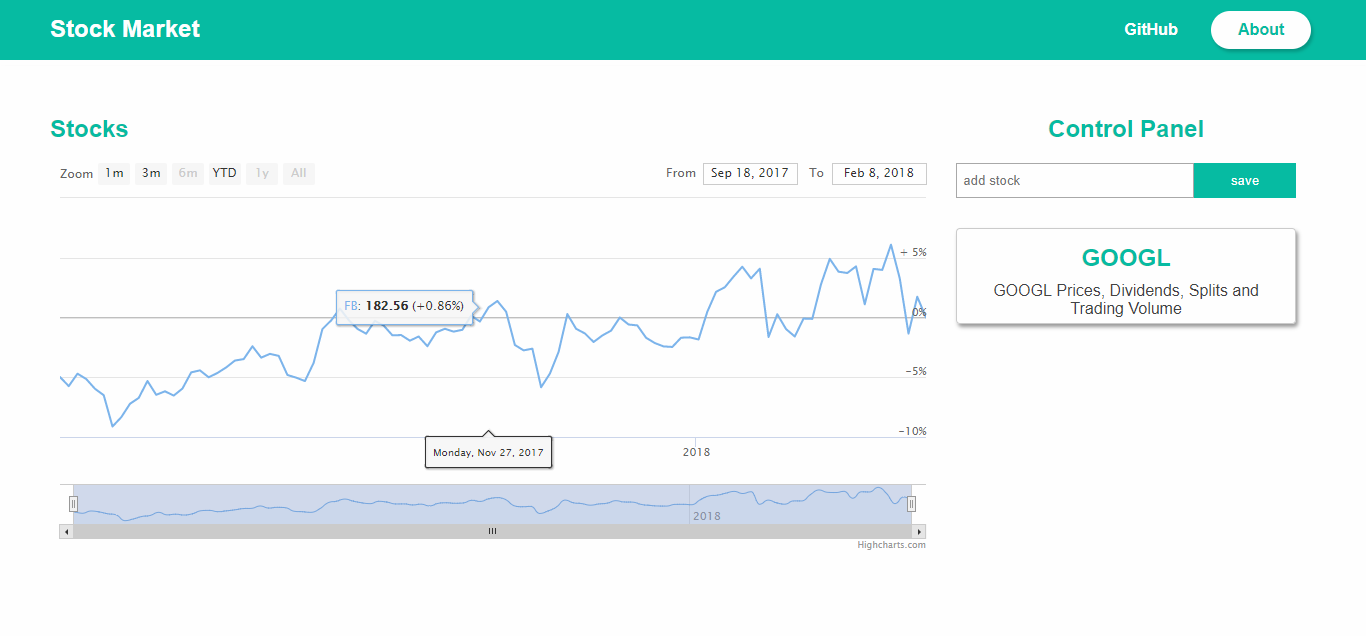 Stock Market
GitHub
About
Stocks
Zoom 1m 3m 6m YTD 1y All
From Sep 18, 2017 To Feb 8, 2018
+ 5%
FB: 182.56 (+0.86%)
0%
-5%
-10%
Monday, Nov 27, 2017
2018
2018
Highcharts.com
Control Panel
add stock
save
GOOGL
GOOGL Prices, Dividends, Splits and
Trading Volume